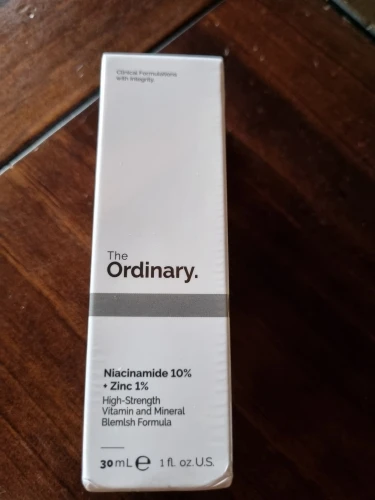 Clinical Formulations
with Integrity
The
Ordinary.
Niacinamide 10%
+ Zinc 1%
High-Strength
Vitamin and Mineral
Blemish Formula
30 mL ℮ 1 fl. oz. U.S.